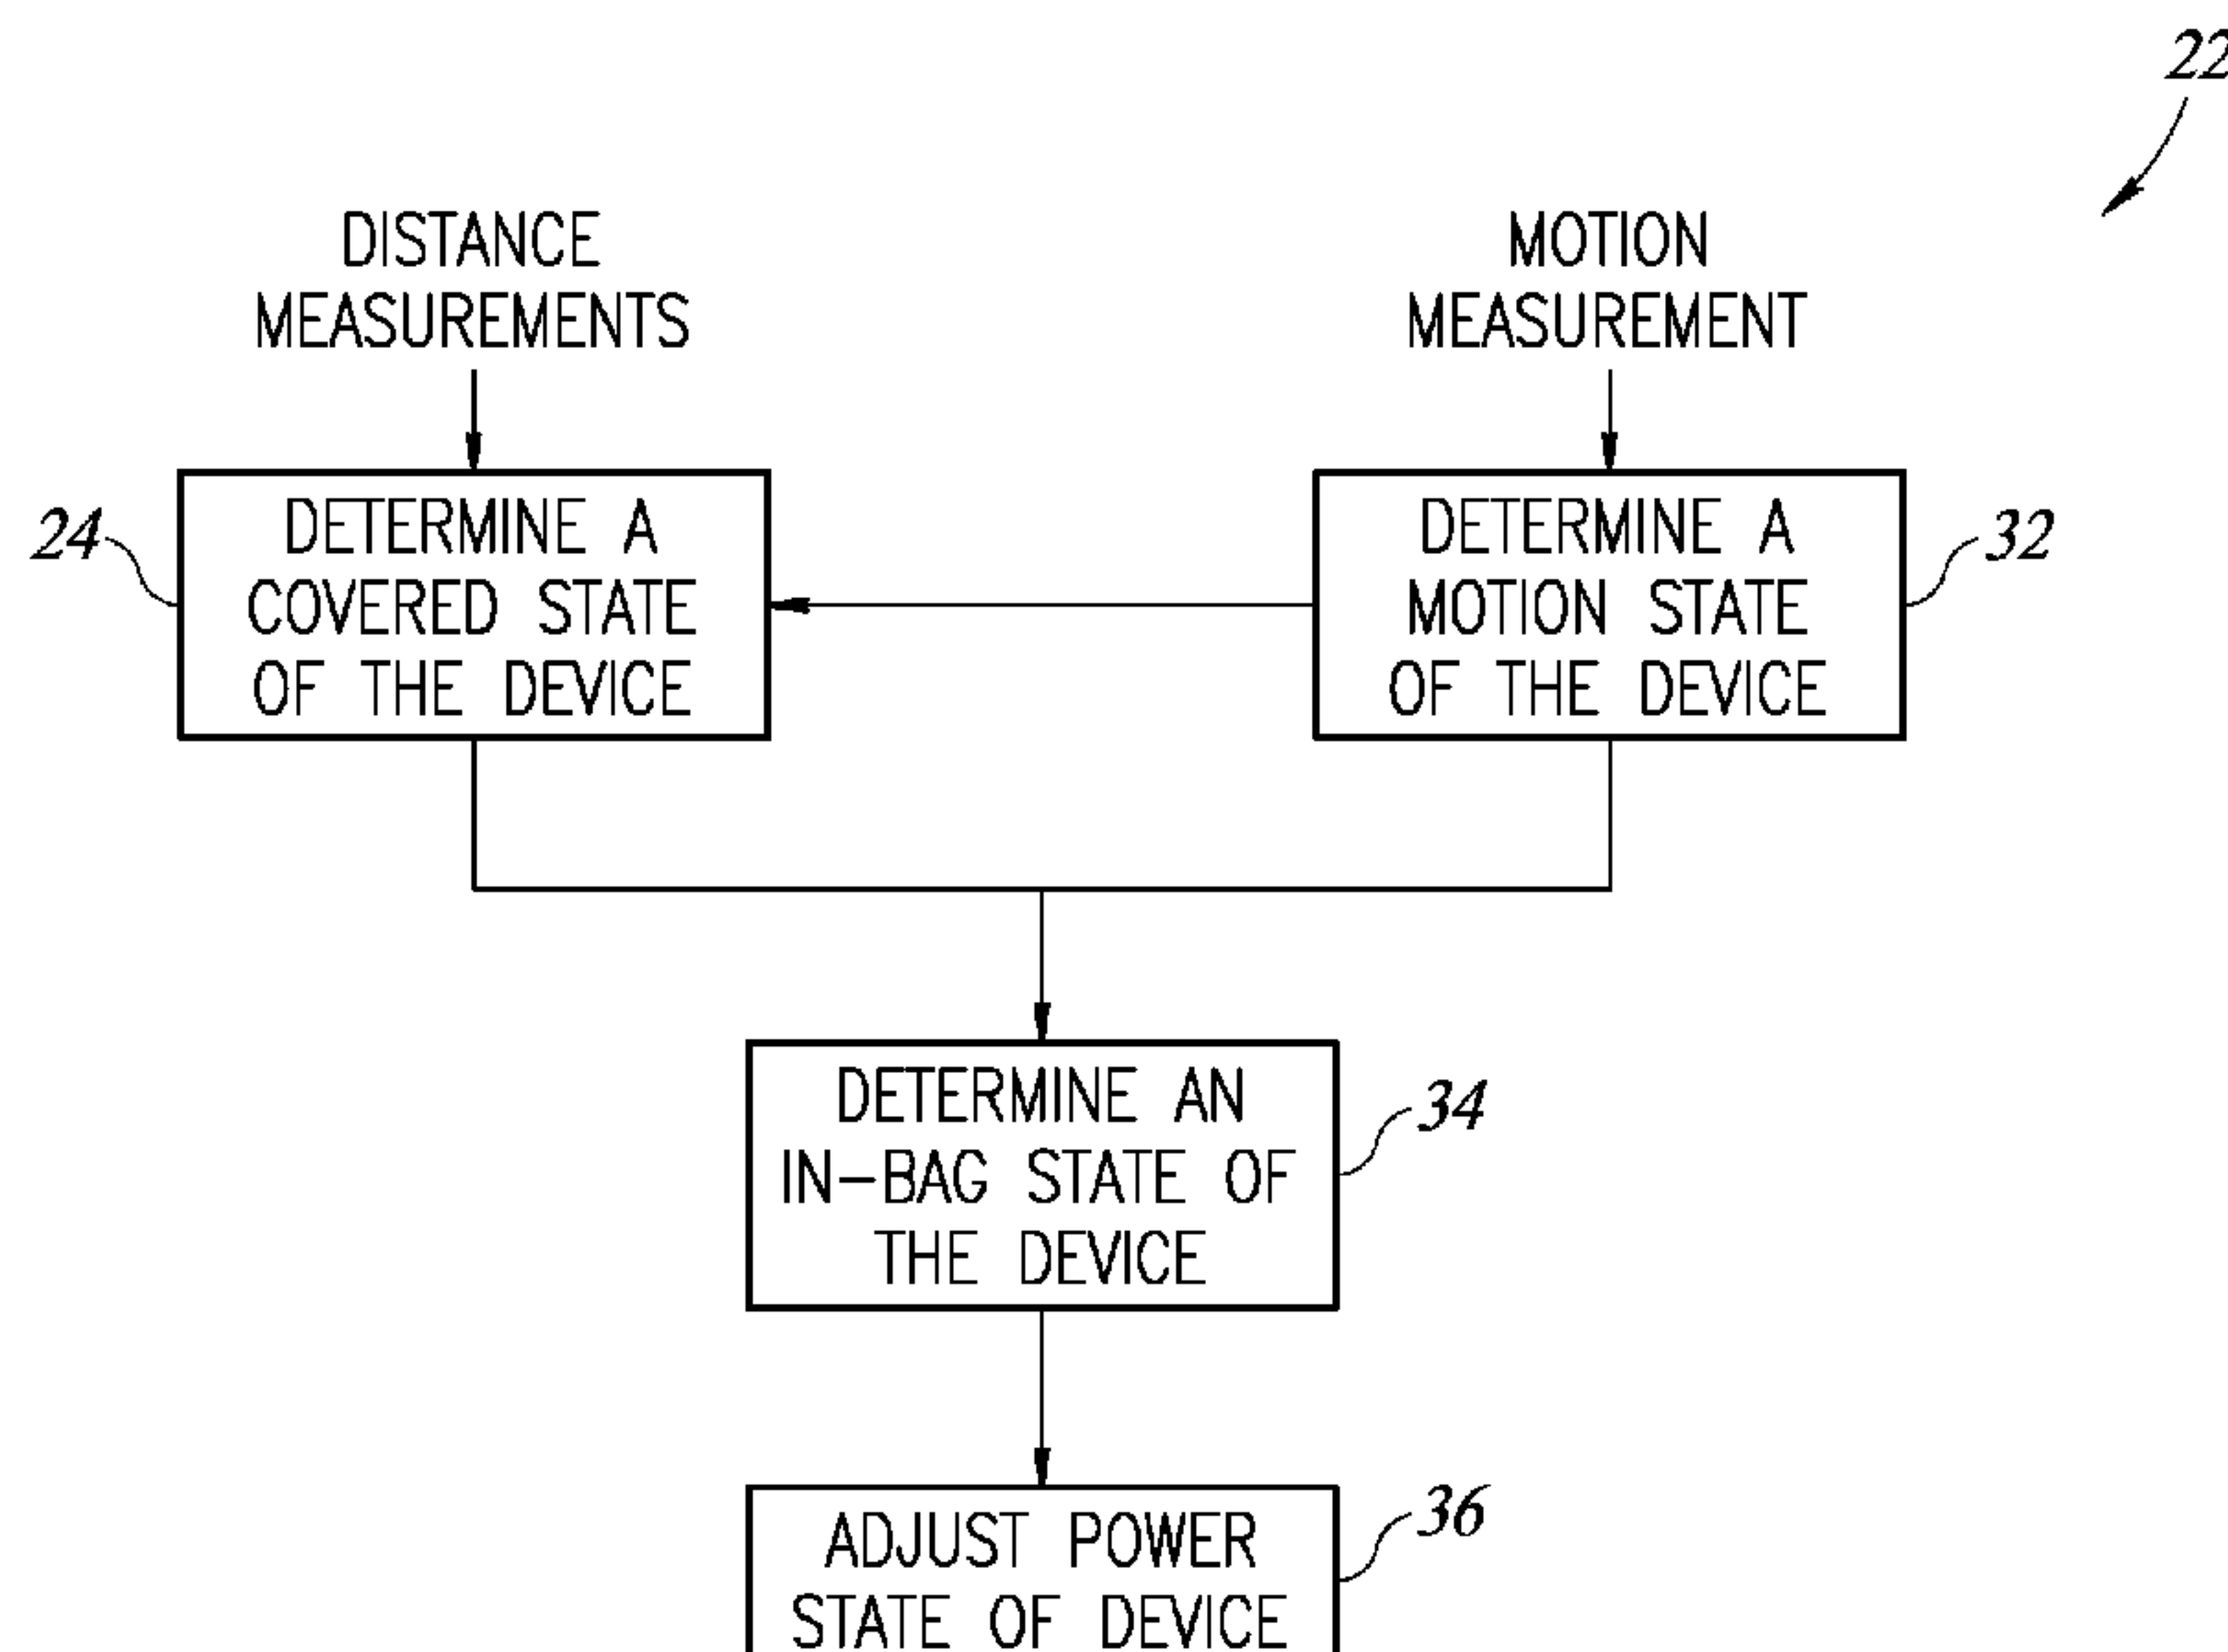 22
DISTANCE
MEASUREMENTS
MOTION
MEASUREMENT
24
DETERMINE A
COVERED STATE
OF THE DEVICE
DETERMINE A
MOTION STATE
OF THE DEVICE
32
DETERMINE AN
IN-BAG STATE OF
THE DEVICE
34
ADJUST POWER
STATE OF DEVICE
36